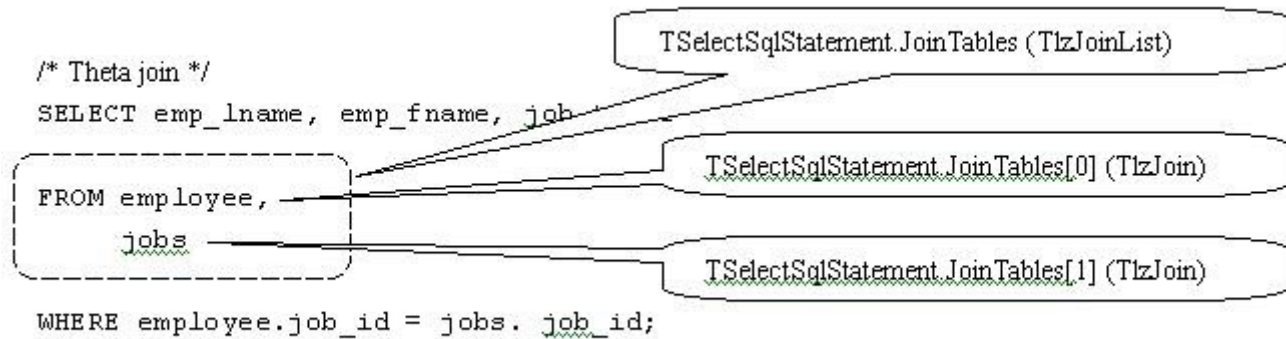 TSelectSqlStatement.JoinTables (TlzJoinList)
/* Theta join */
SELECT emp_lname, emp_fname, job
FROM employee,
TSelectSqlStatement.JoinTables[0] (TlzJoin)
jobs
TSelectSqlStatement.JoinTables[1] (TlzJoin)
WHERE employee.job_id = jobs. job_id;